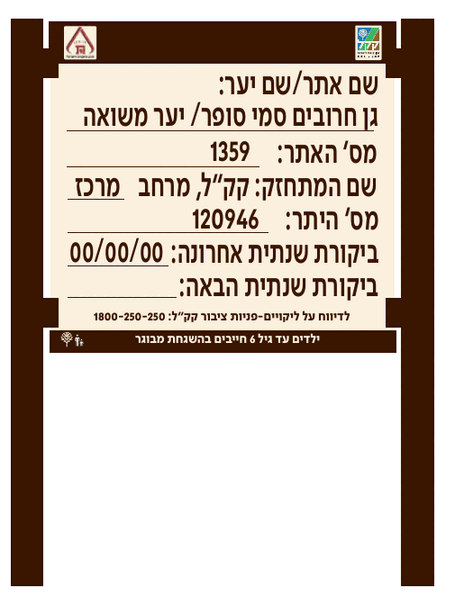 שם אתר/שם יער:
גן חרובים סמי סופר/ יער משואה
מס' האתר: 1359
שם המתחזק: קק"ל, מרחב מרכז
מס' היתר: 120946
ביקורת שנתית אחרונה: 00/00/00
ביקורת שנתית הבאה:
לדיווח על ליקויים-פניות ציבור קק"ל: 1800-250-250
ילדים עד גיל 6 חייבים בהשגחת מבוגר